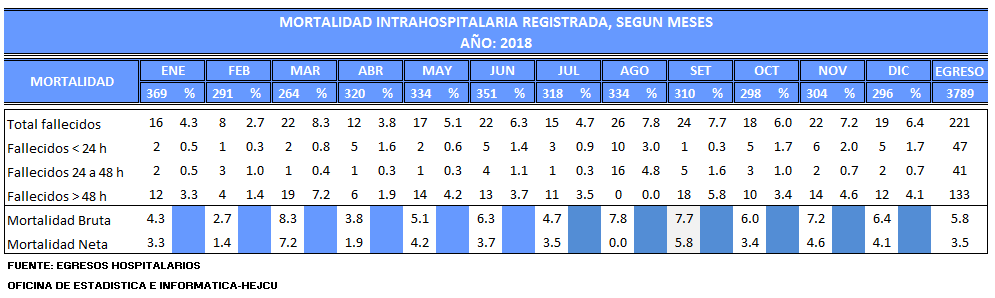 MORTALIDAD INTRAHOSPITALARIA REGISTRADA, SEGUN MESES
AÑO: 2018
MORTALIDAD ENE FEB MAR ABR MAY JUN JUL AGO SET OCT NOV DIC EGRESO
369 % 291 % 264 % 320 % 334 % 351 % 318 % 334 % 310 % 298 % 304 % 296 % 3789
Total fallecidos 16 4.3 8 2.7 22 8.3 12 3.8 17 5.1 22 6.3 15 4.7 26 7.8 24 7.7 18 6.0 22 7.2 19 6.4 221
Fallecidos < 24 h 2 0.5 1 0.3 2 0.8 5 1.6 2 0.6 5 1.4 3 0.9 10 3.0 1 0.3 5 1.7 6 2.0 5 1.7 47
Fallecidos 24 a 48 h 2 0.5 3 1.0 1 0.4 1 0.3 1 0.3 4 1.1 1 0.3 16 4.8 5 1.6 3 1.0 2 0.7 2 0.7 41
Fallecidos > 48 h 12 3.3 4 1.4 19 7.2 6 1.9 14 4.2 13 3.7 11 3.5 0 0.0 18 5.8 10 3.4 14 4.6 12 4.1 133
Mortalidad Bruta 4.3 2.7 8.3 3.8 5.1 6.3 4.7 7.8 7.7 6.0 7.2 6.4 5.8
Mortalidad Neta 3.3 1.4 7.2 1.9 4.2 3.7 3.5 0.0 5.8 3.4 4.6 4.1 3.5
FUENTE: EGRESOS HOSPITALARIOS
OFICINA DE ESTADISTICA E INFORMATICA-HEJCU